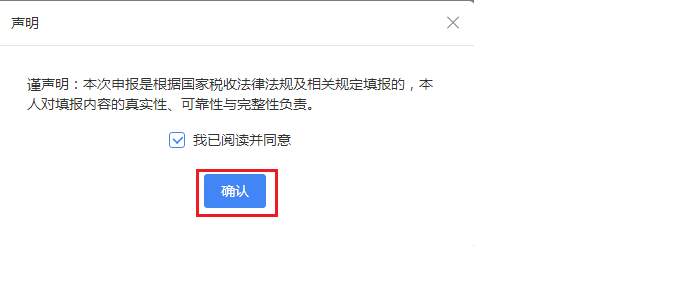 声明
谨声明：本次申报是根据国家税收法律法规及相关规定填报的，本
人对填报内容的真实性、可靠性与完整性负责。
我已阅读并同意
确认